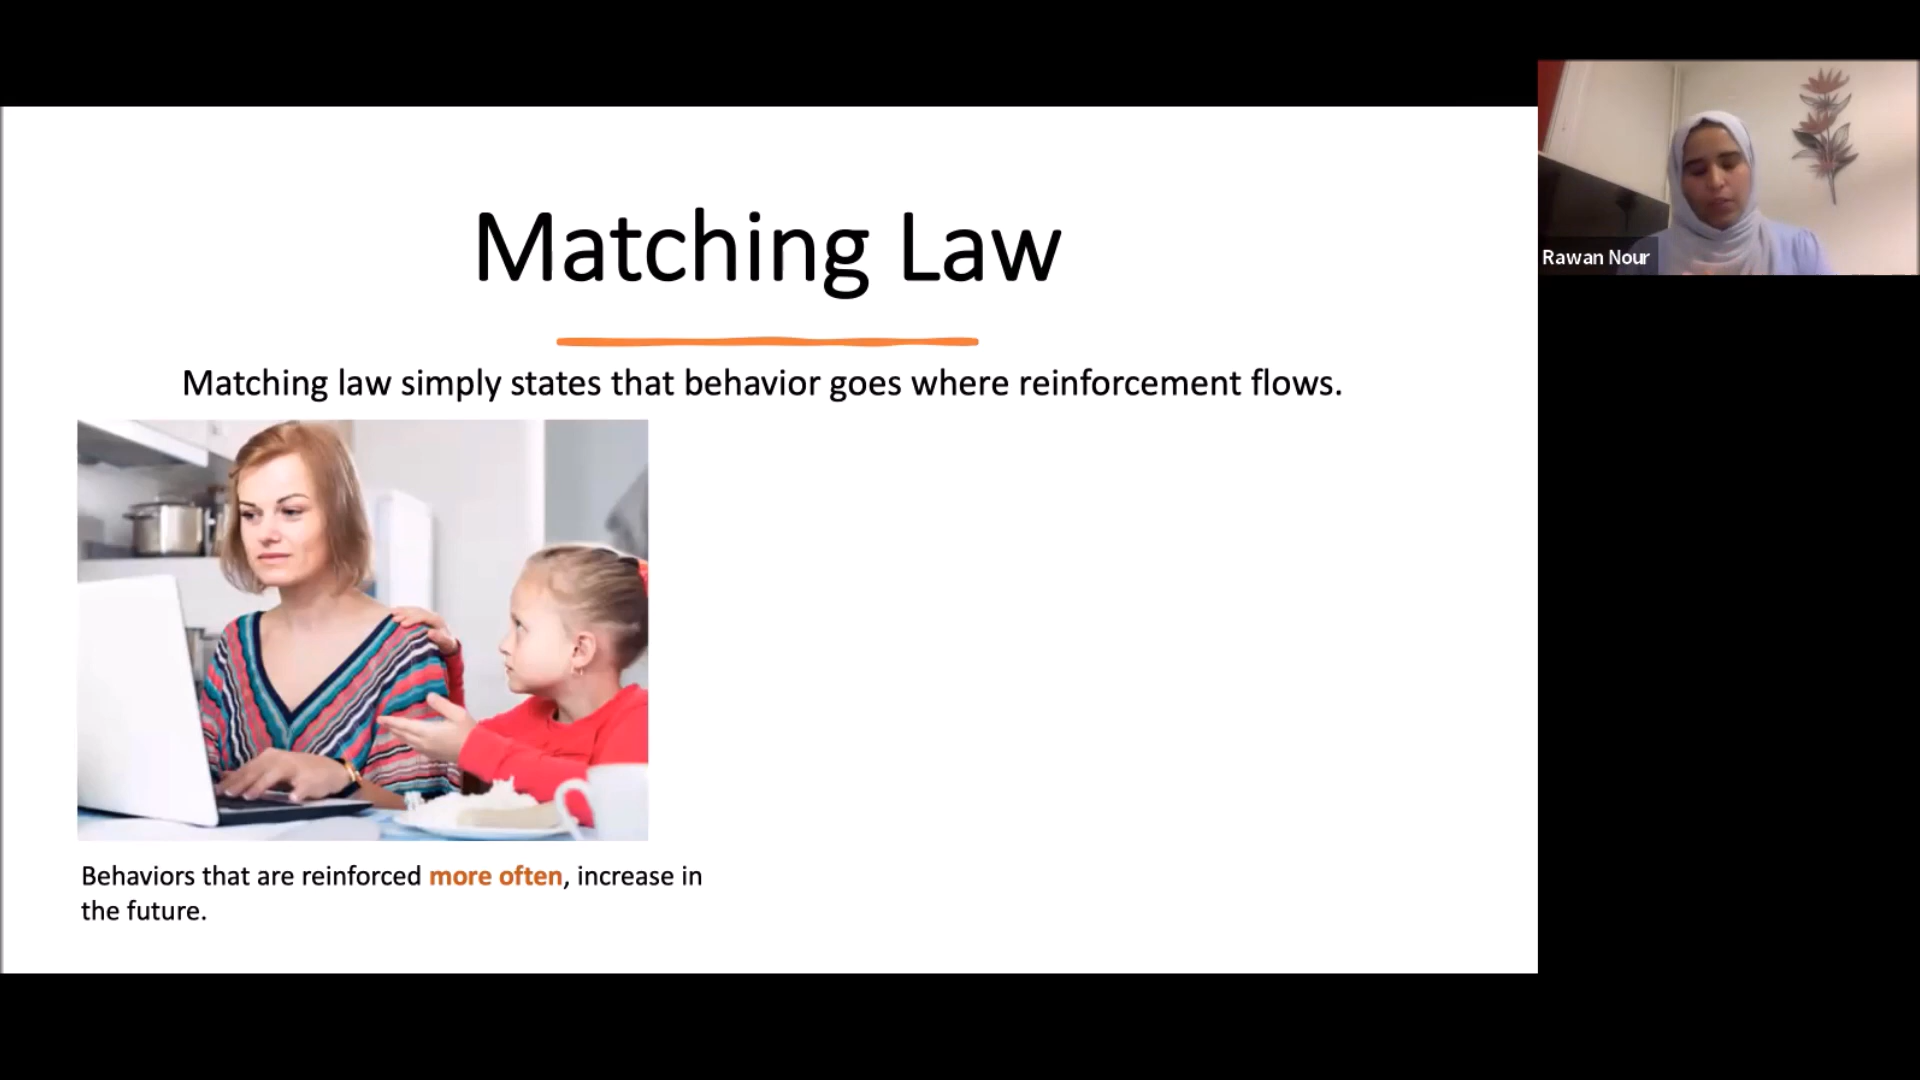 Matching Law
Matching law simply states that behavior goes where reinforcement flows.
Behaviors that are reinforced more often, increase in
the future.
Rawan Nour